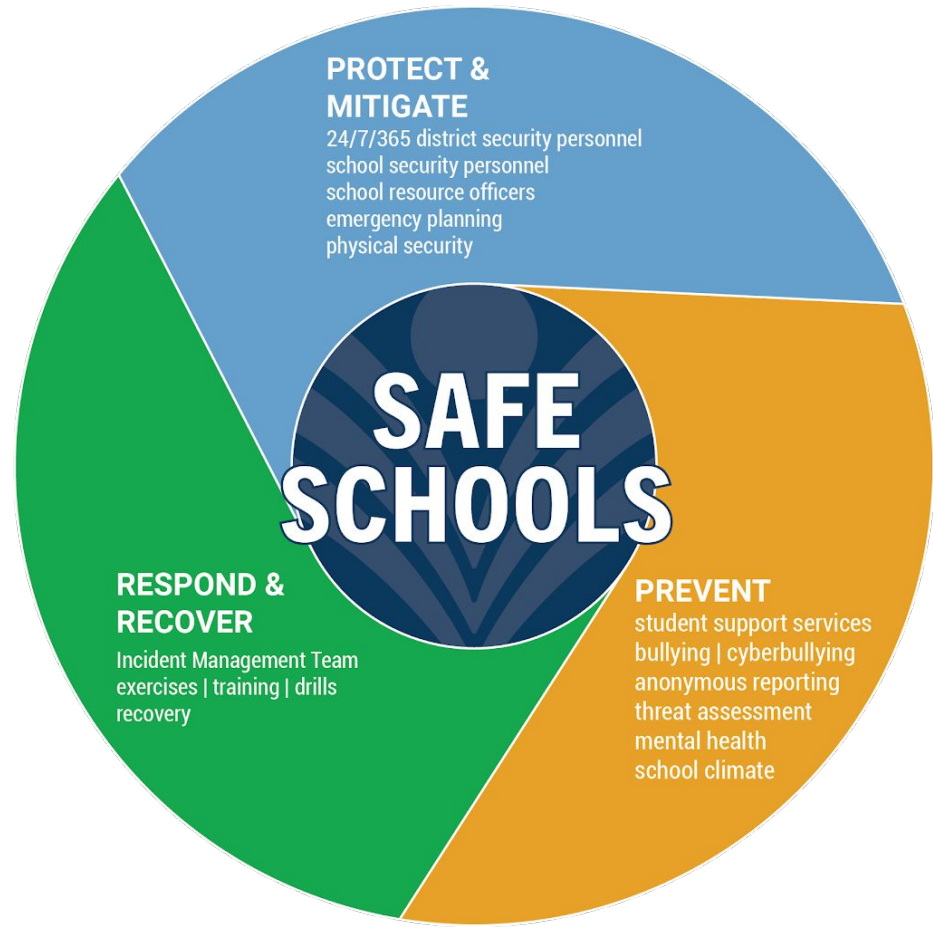 PROTECT &
MITIGATE
24/7/365 district security personnel
school security personnel
school resource officers
emergency planning
physical security
SAFE
SCHOOLS
RESPOND &
RECOVER
Incident Management Team
exercises | training | drills
recovery
PREVENT
student support services
bullying | cyberbullying
anonymous reporting
threat assessment
mental health
school climate